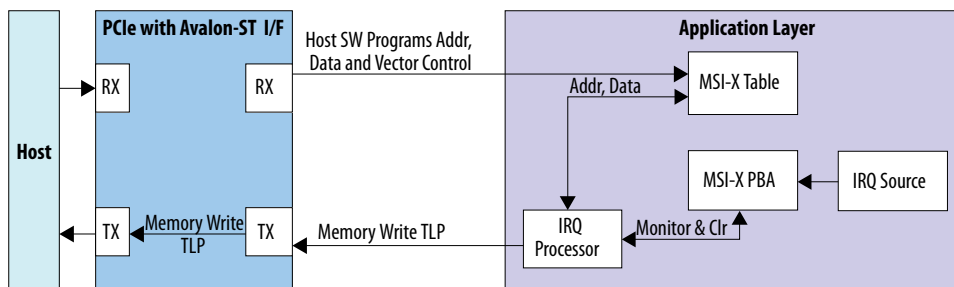 PCIe with Avalon-ST I/F
Application Layer
Host SW Programs Addr,
Data and Vector Control
RX
RX
MSI-X Table
Addr, Data
Host
MSI-X PBA
IRQ Source
TX
Memory Write
TLP
TX
Memory Write TLP
IRQ
Processor
Monitor & Clr